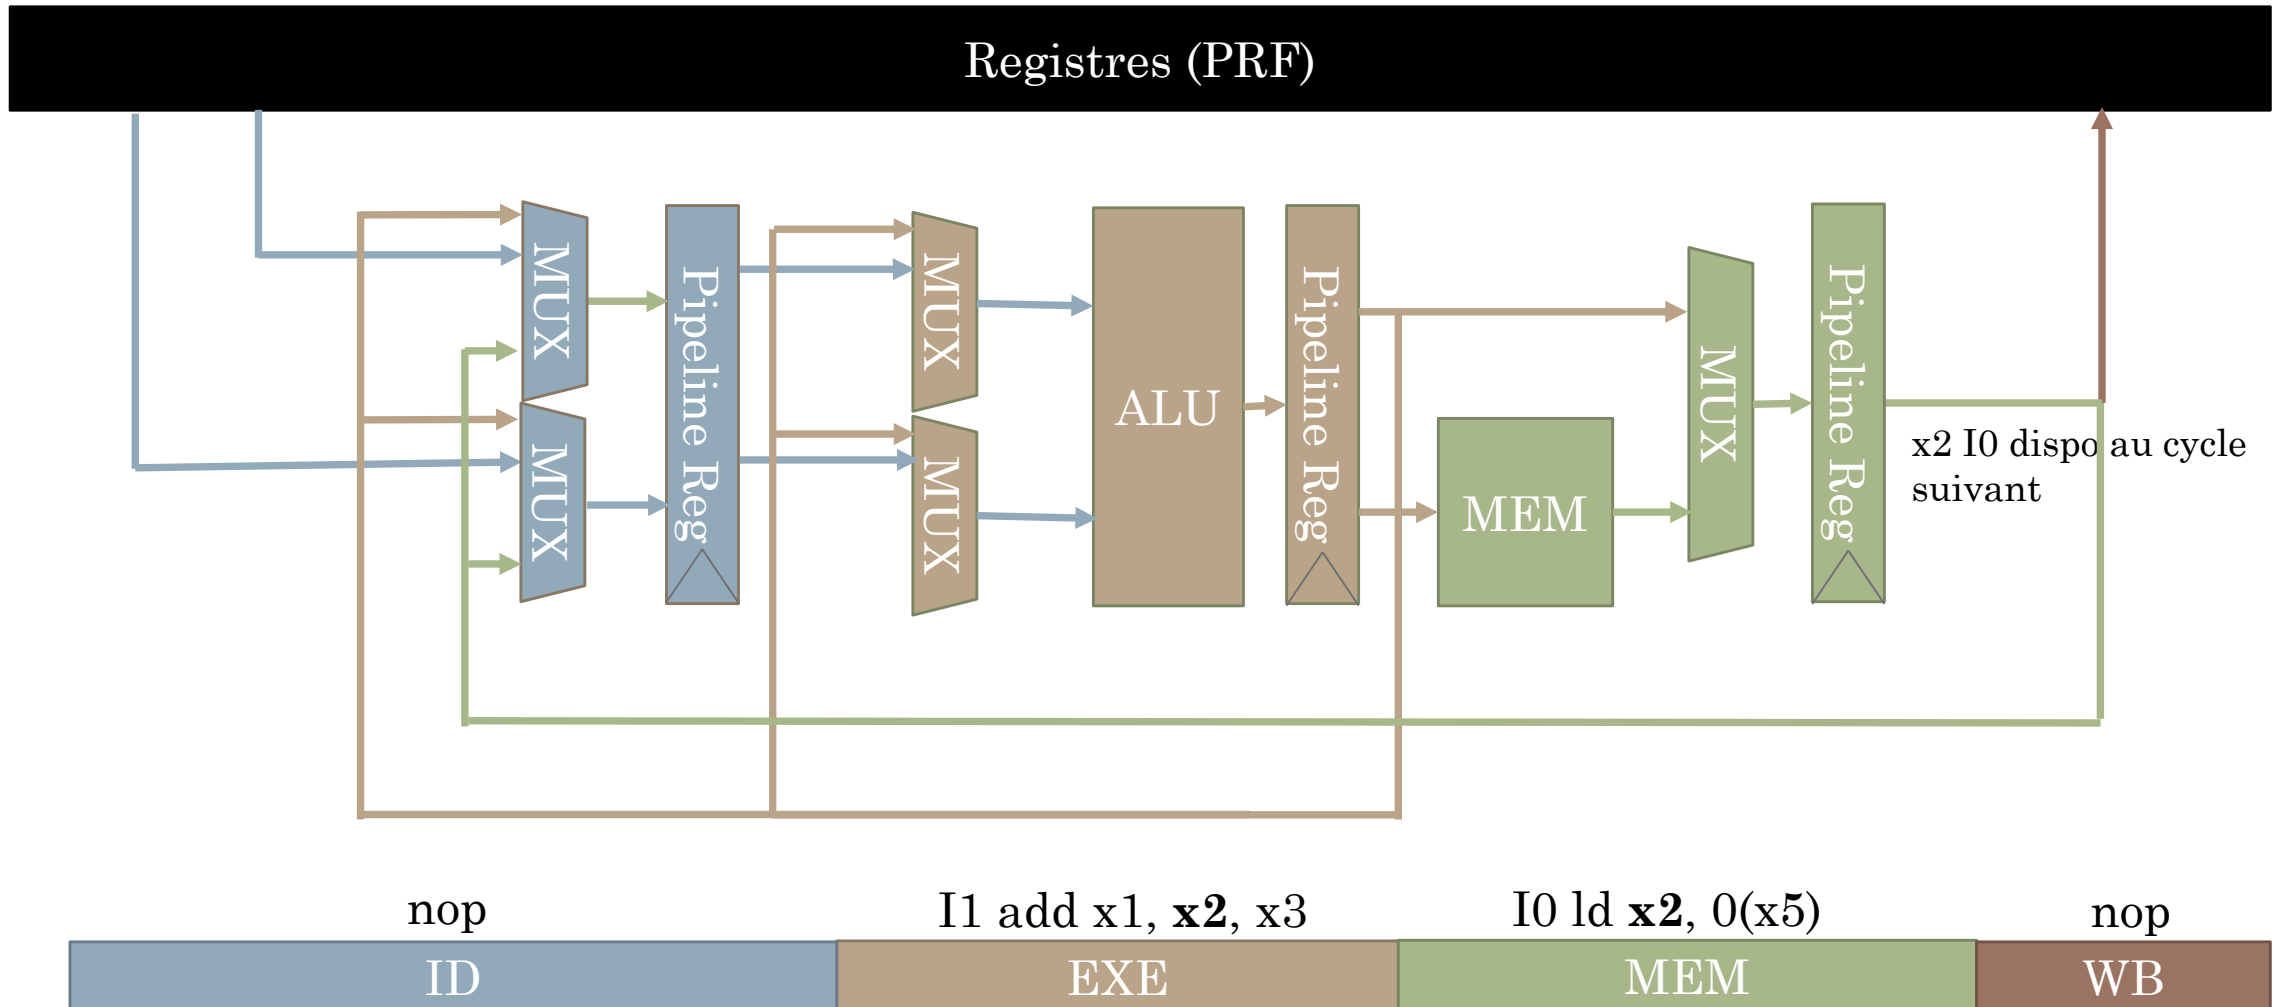 Registres (PRF)
MUX
MUX
Pipeline Reg
MUX
MUX
ALU
Pipeline Reg
MEM
MUX
Pipeline Reg
x2 I0 dispo au cycle
suivant
nop
I1 add x1, x2, x3
I0 ld x2, 0(x5)
nop
ID
EXE
MEM
WB